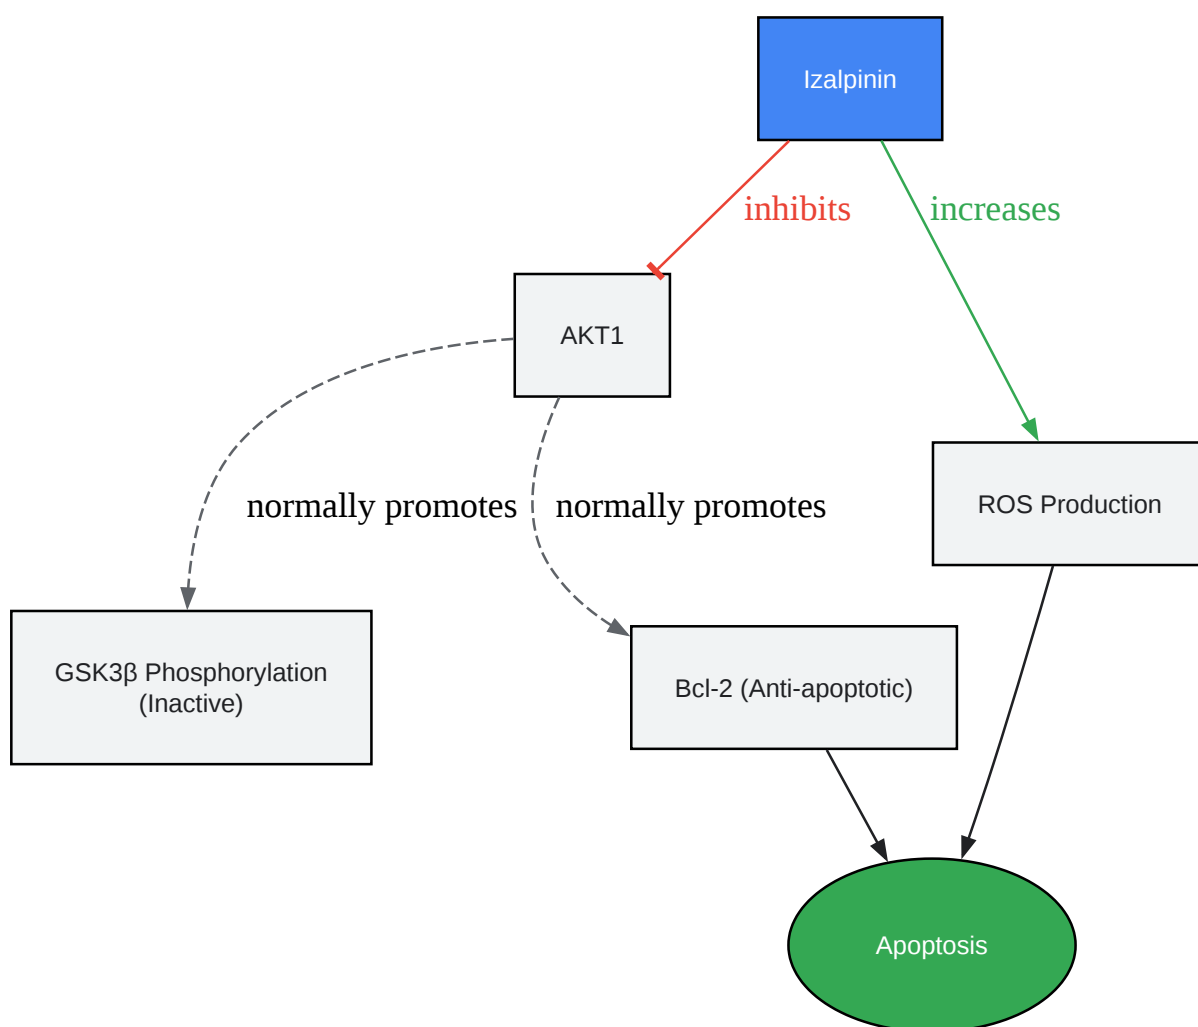 Izalpinin
inhibits
increases
AKT1
normally promotes
normally promotes
ROS Production
GSK3β Phosphorylation
(Inactive)
Bcl-2 (Anti-apoptotic)
Apoptosis